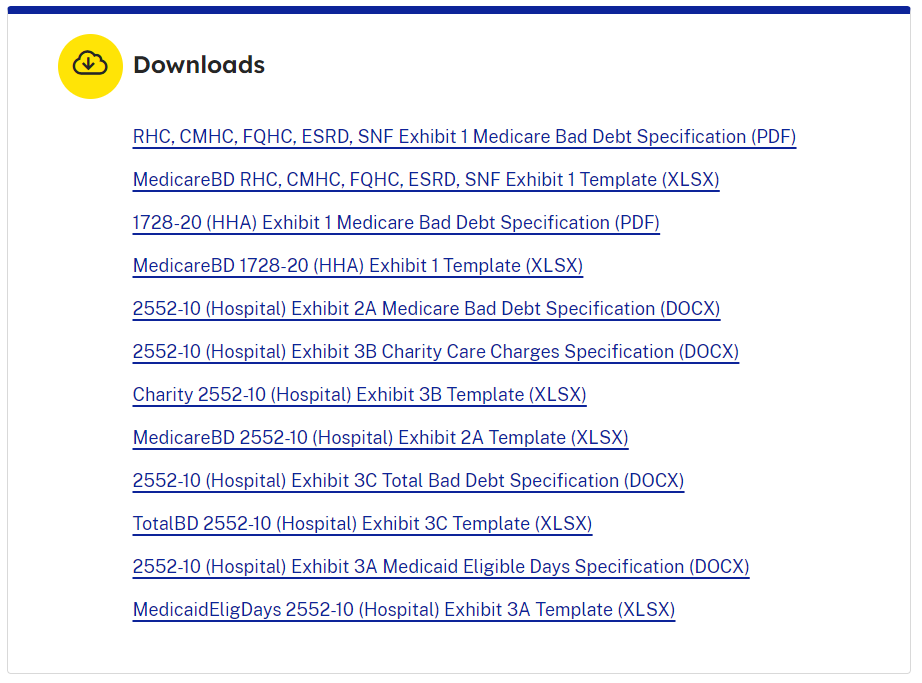 Downloads
RHC, CMHC, FQHC, ESRD, SNF Exhibit 1 Medicare Bad Debt Specification (PDF)
MedicareBD RHC, CMHC, FQHC, ESRD, SNF Exhibit 1 Template (XLSX)
1728-20 (HHA) Exhibit 1 Medicare Bad Debt Specification (PDF)
MedicareBD 1728-20 (HHA) Exhibit 1 Template (XLSX)
2552-10 (Hospital) Exhibit 2A Medicare Bad Debt Specification (DOCX)
2552-10 (Hospital) Exhibit 3B Charity Care Charges Specification (DOCX)
Charity 2552-10 (Hospital) Exhibit 3B Template (XLSX)
MedicareBD 2552-10 (Hospital) Exhibit 2A Template (XLSX)
2552-10 (Hospital) Exhibit 3C Total Bad Debt Specification (DOCX)
TotalBD 2552-10 (Hospital) Exhibit 3C Template (XLSX)
2552-10 (Hospital) Exhibit 3A Medicaid Eligible Days Specification (DOCX)
MedicaidEligDays 2552-10 (Hospital) Exhibit 3A Template (XLSX)